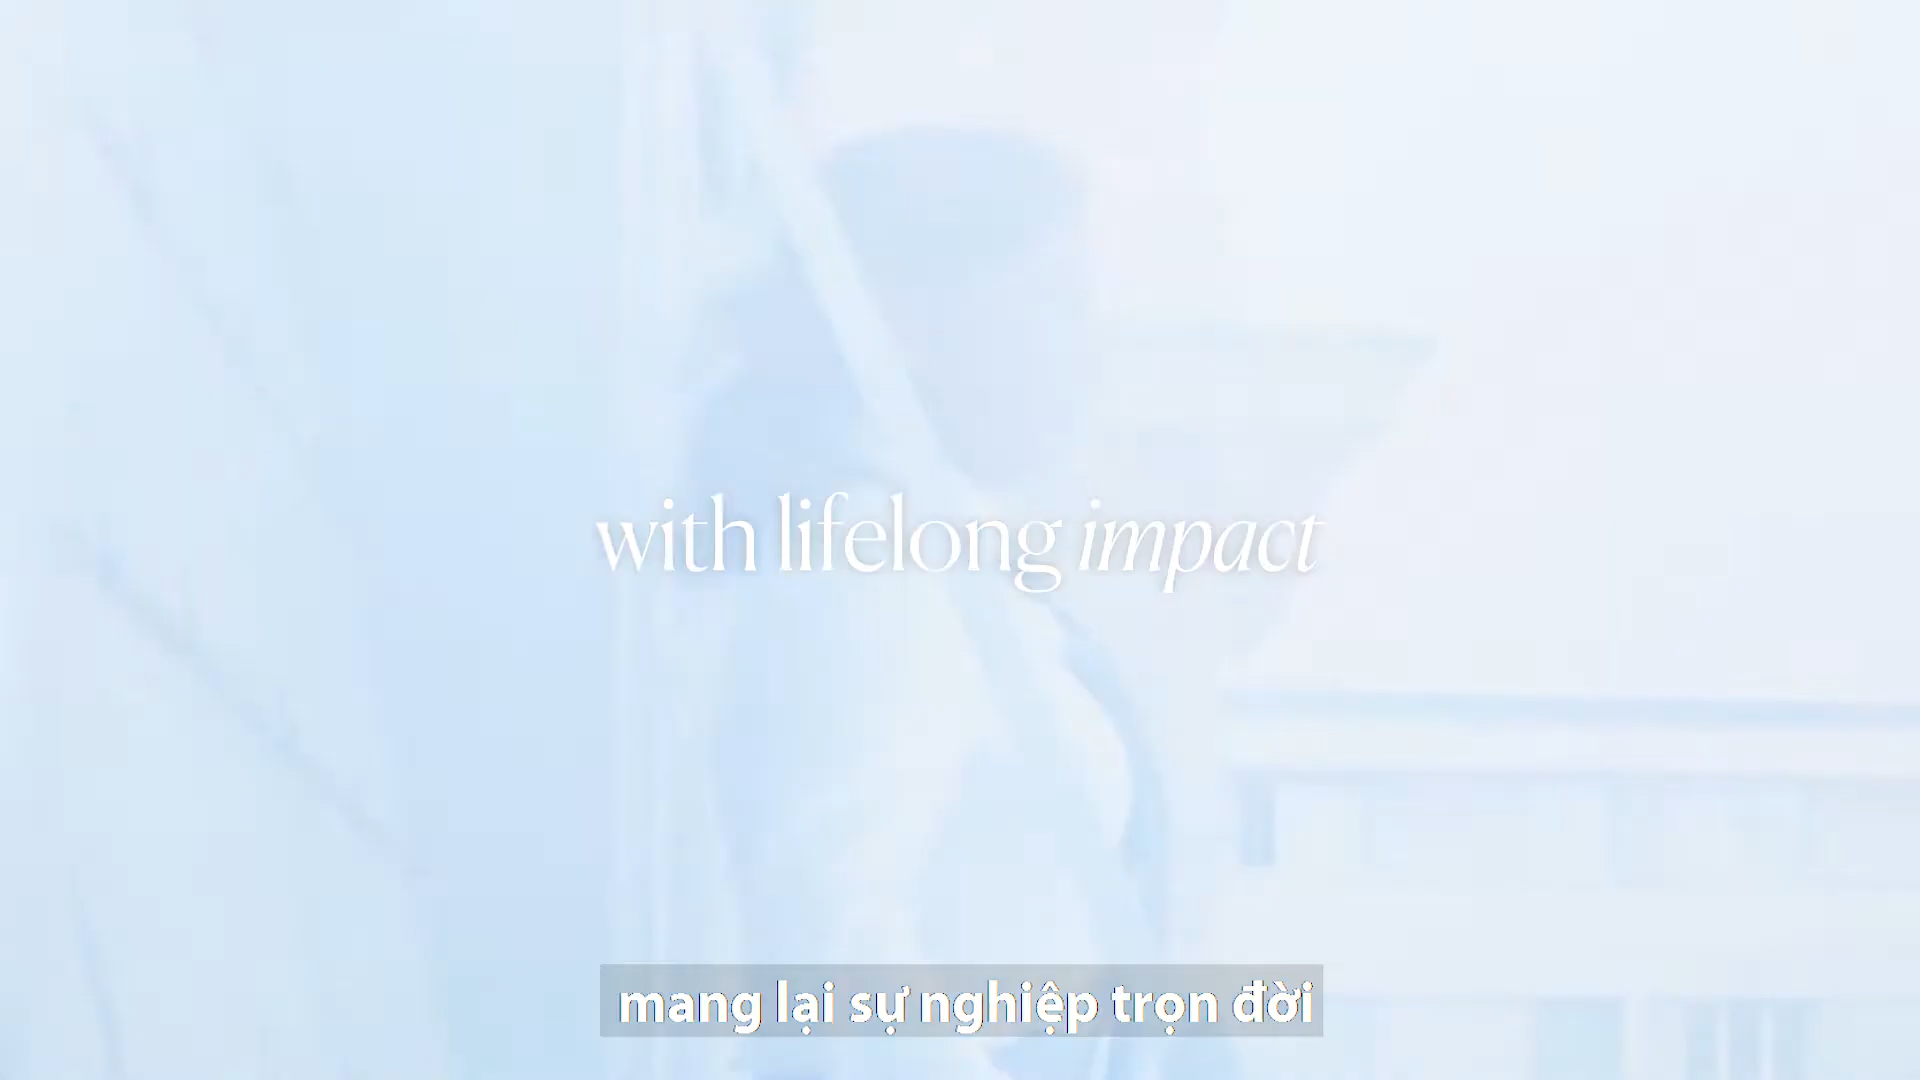 with lifelong impact
mang lại sự nghiệp trọn đời